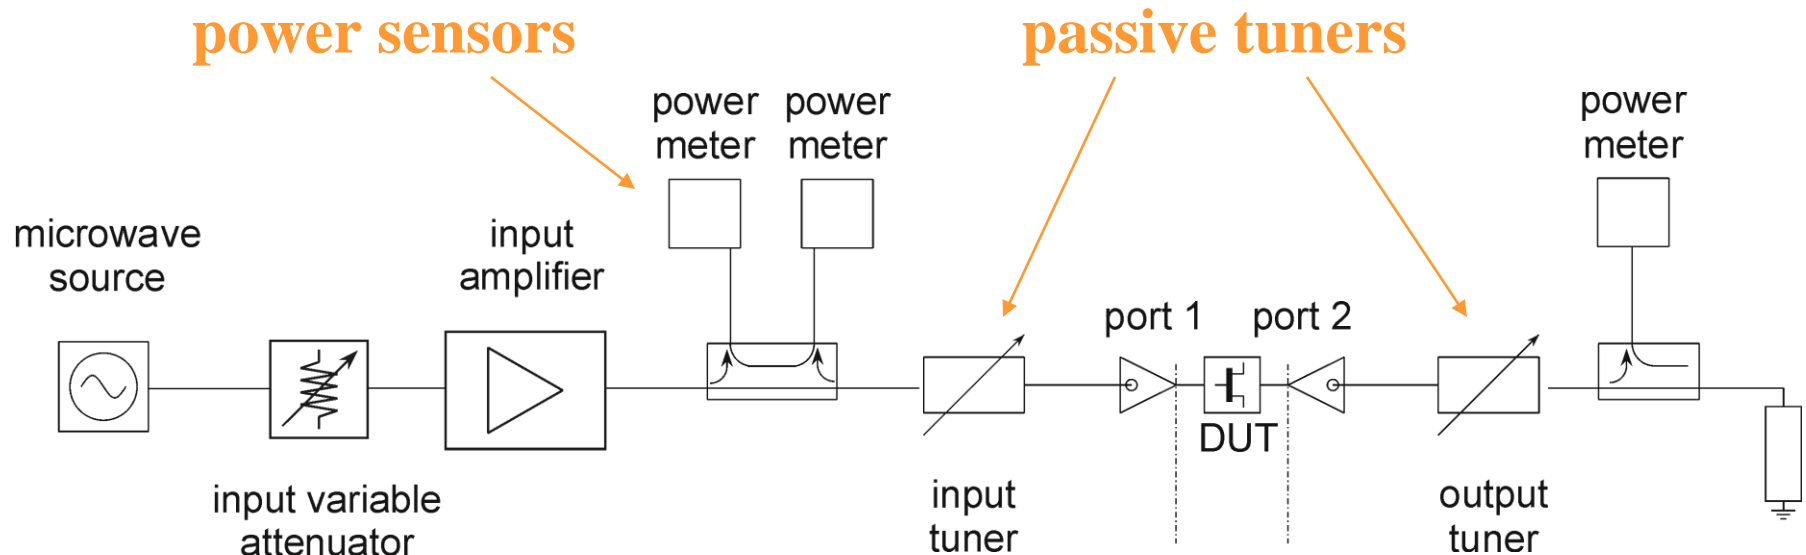 power sensors
passive tuners
power
meter
power
meter
power
meter
microwave
source
input
amplifier
port 1
port 2
DUT
input variable
attenuator
input
tuner
output
tuner